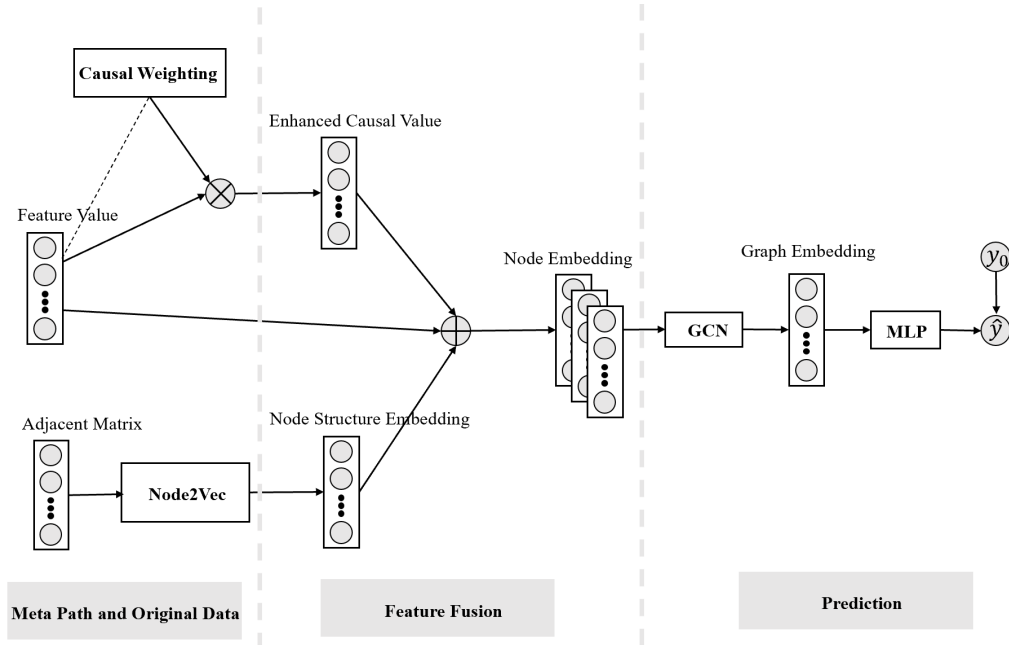 Causal Weighting
Enhanced Causal Value
Feature Value
Node Embedding
Graph Embedding
y₀
GCN
MLP
ŷ
Adjacent Matrix
Node Structure Embedding
Node2Vec
Meta Path and Original Data
Feature Fusion
Prediction